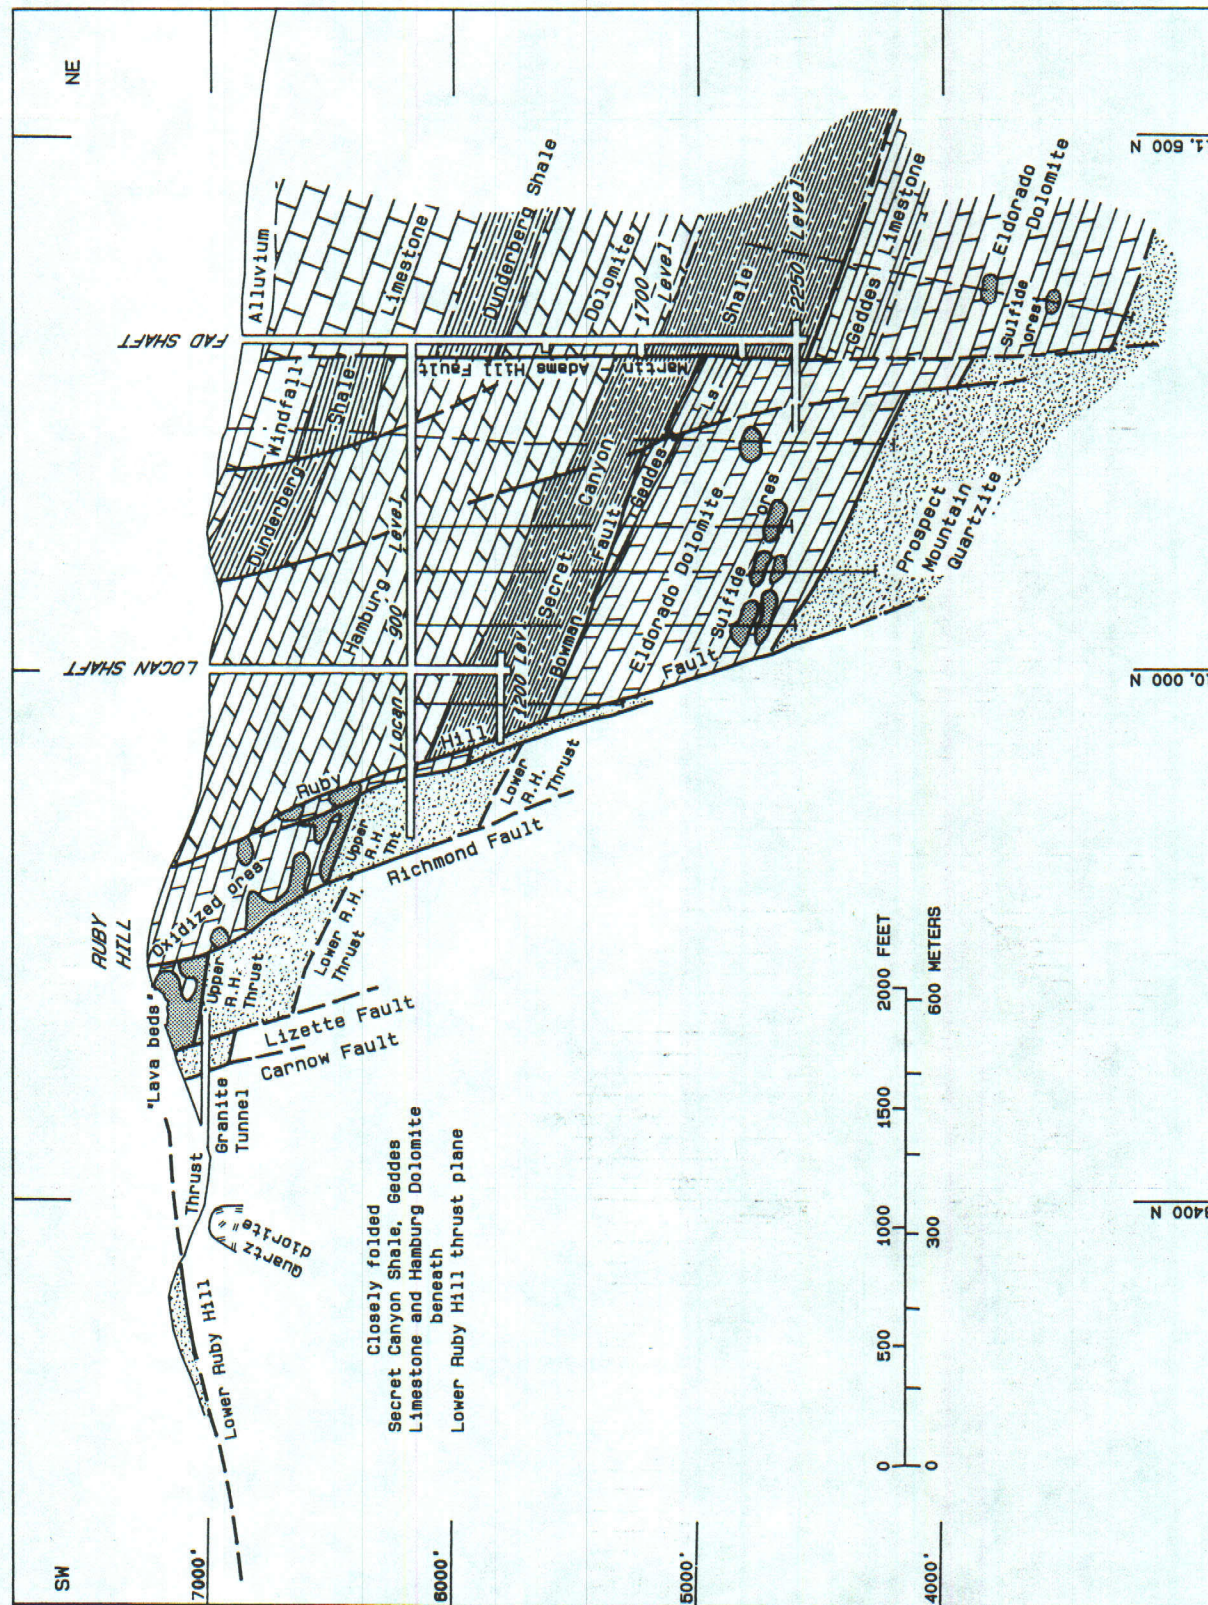 SW
NE
RUBY
HILL
LOCAN SHAFT
FAD SHAFT
"Lava beds"
Oxidized ores
Alluvium
7000'
6000'
5000'
4000'
Lower Ruby Hill
Thrust
Granite
Tunnel
Quartz
diorite
Upper
R.H.
Thrust
Lower R.H.
Thrust
Lizette Fault
Carnow Fault
Upper
R.H.
Tht.
Richmond Fault
Lower
R.H.
Thrust
Ruby
Hill
Fault
Locan
900
Level
1200 Lev.
Hamburg
Dolomite
Dunderberg
Shale
Windfall
Limestone
Dunderberg Shale
Adams Hill Fault
Martin
1700
Level
Secret
Canyon
Shale
2250 Level
Bowman
Fault
Geddes
Ls
Geddes Limestone
Eldorado Dolomite
Sulfide
ores
Eldorado
Dolomite
Sulfide
ores
Prospect
Mountain
Quartzite
Closely folded
Secret Canyon Shale, Geddes
Limestone and Hamburg Dolomite
beneath
Lower Ruby Hill thrust plane
0
500
1000
1500
2000 FEET
0
300
600 METERS